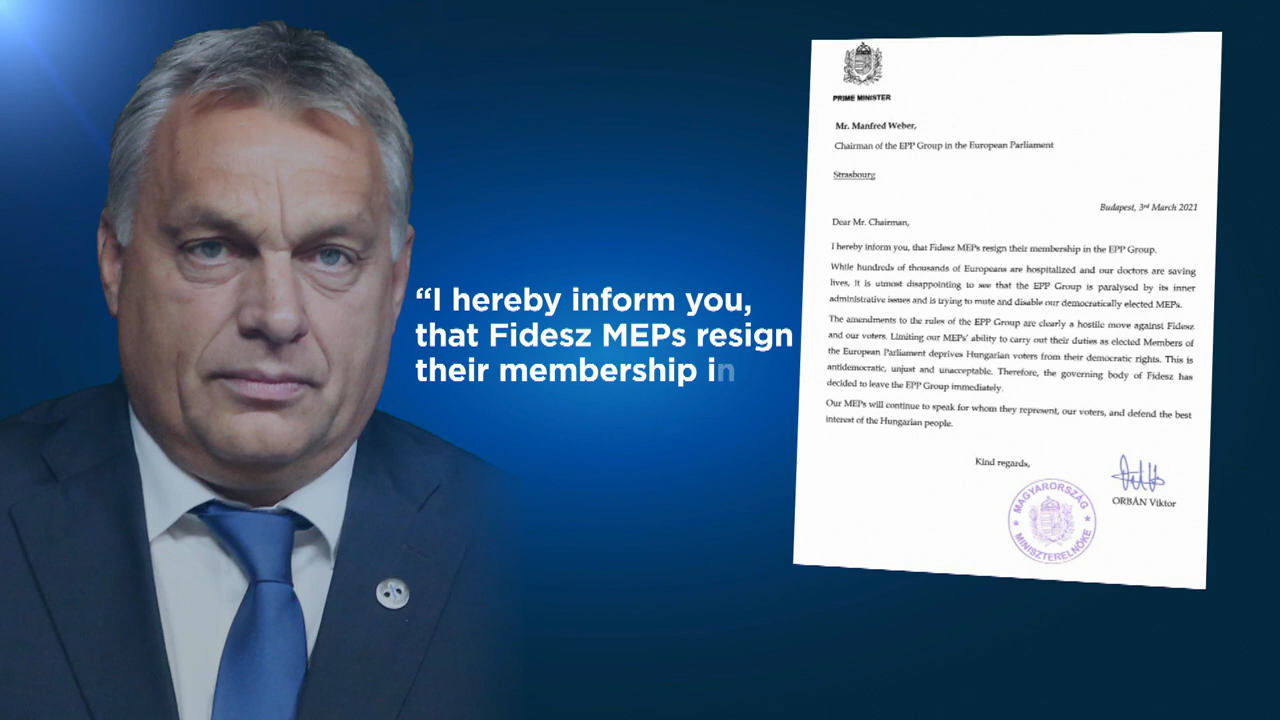 “I hereby inform you,
that Fidesz MEPs resign
their membership in
PRIME MINISTER
Mr. Manfred Weber,
Chairman of the EPP Group in the European Parliament
Strasbourg
Budapest, 3rd March 2021
Dear Mr. Chairman,
I hereby inform you, that Fidesz MEPs resign their membership in the EPP Group.
While hundreds of thousands of Europeans are hospitalized and our doctors are saving
lives, it is utmost disappointing to see that the EPP Group is paralysed by its inner
administrative issues and is trying to mute and disable our democratically elected MEPs.
The amendments to the rules of the EPP Group are clearly a hostile move against Fidesz
and our voters. Limiting our MEPs' ability to carry out their duties as elected Members of
the European Parliament deprives Hungarian voters from their democratic rights. This is
antidemocratic, unjust and unacceptable. Therefore, the governing body of Fidesz has
decided to leave the EPP Group immediately.
Our MEPs will continue to speak for whom they represent, our voters, and defend the best
interest of the Hungarian people.
Kind regards,
ORBÁN Viktor
MAGYARORSZÁG
MINISZTERELNÖKE